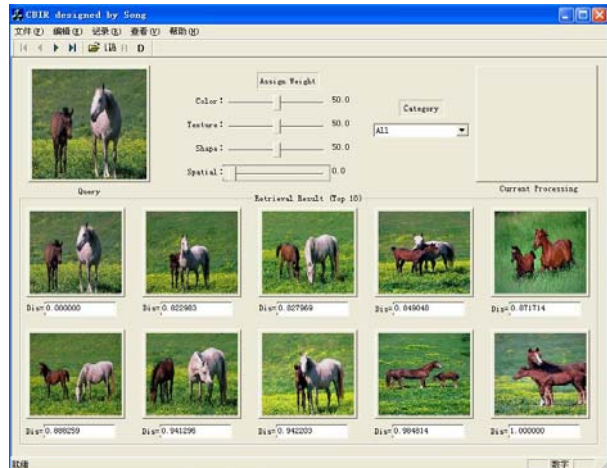 CBIR designed by Song
文件(F) 编辑(E) 记录(R) 查看(V) 帮助(H)
D
Assign Weight
Color: 50.0
Texture: 50.0
Shape: 50.0
Spatial: 0.0
Category
All
Query
Current Processing
Retrieval Result (Top 10)
Dis=0.000000 Dis=0.822983 Dis=0.827969 Dis=0.849048 Dis=0.871714
Dis=0.888259 Dis=0.941296 Dis=0.942203 Dis=0.984814 Dis=1.000000
就绪 数字